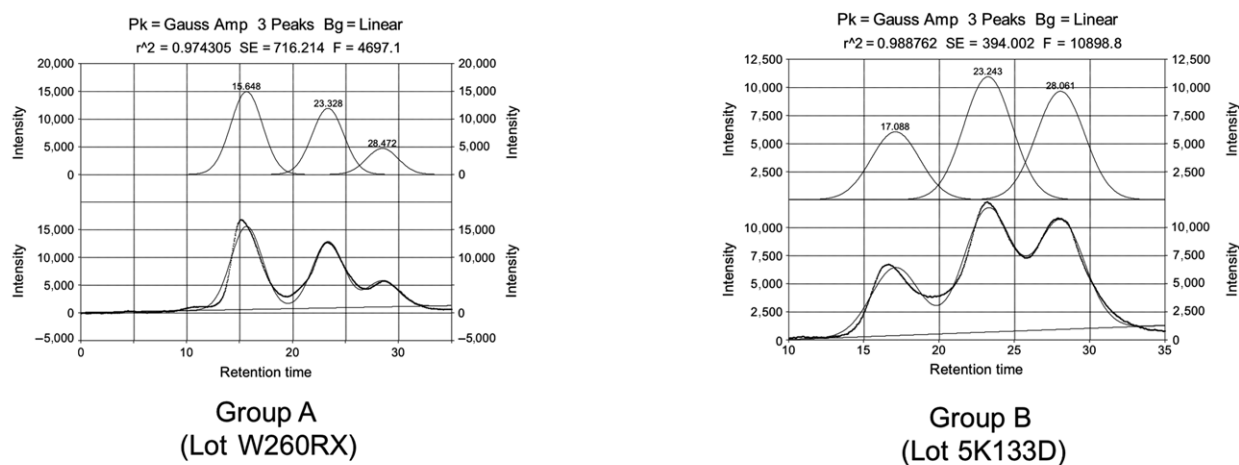 Pk = Gauss Amp 3 Peaks Bg = Linear
r^2 = 0.974305 SE = 716.214 F = 4697.1
20,000
15,000
10,000
5,000
0
15,000
10,000
5,000
0
–5,000
Intensity
Intensity
15.648
23.328
28.472
20,000
15,000
10,000
5,000
0
15,000
10,000
5,000
0
–5,000
Intensity
Intensity
0 10 20 30
Retention time
Group A
(Lot W260RX)
Pk = Gauss Amp 3 Peaks Bg = Linear
r^2 = 0.988762 SE = 394.002 F = 10898.8
12,500
10,000
7,500
5,000
2,500
10,000
7,500
5,000
2.500
0
Intensity
Intensity
17.088
23.243
28.061
12,500
10,000
7,500
5,000
2,500
10,000
7,500
5,000
2,500
0
Intensity
Intensity
10 15 20 25 30 35
Retention time
Group B
(Lot 5K133D)